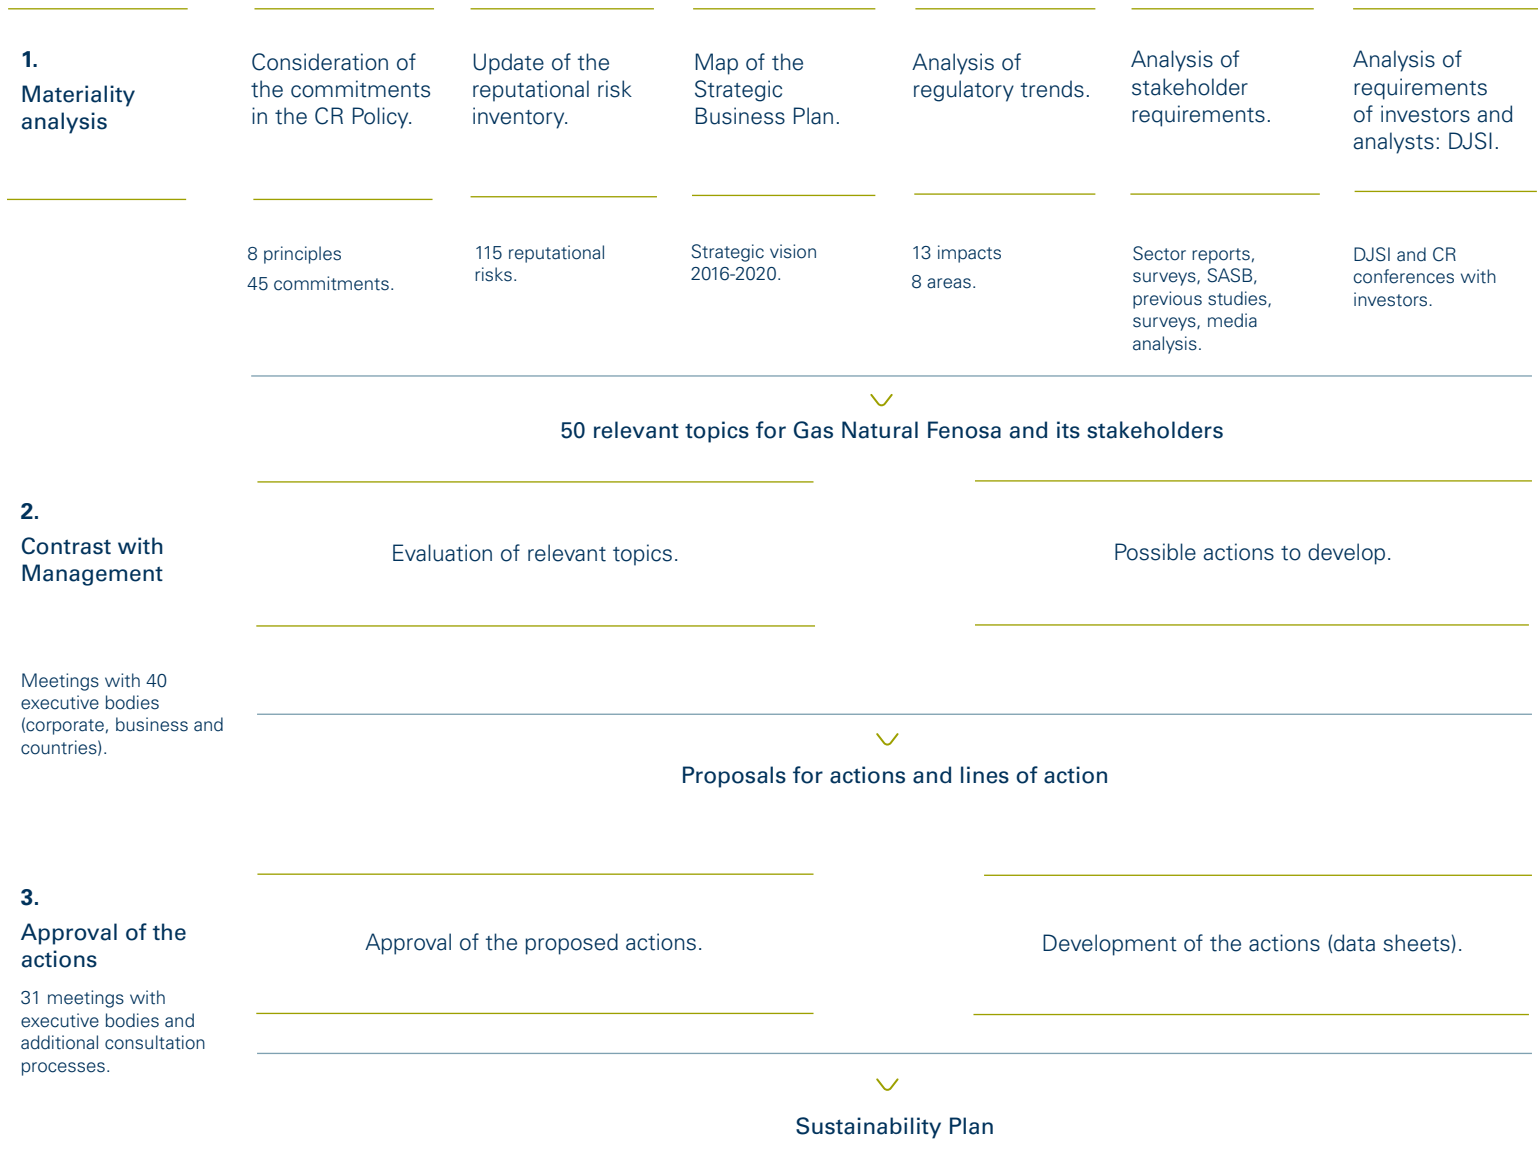 1.
Materiality
analysis
Consideration of
the commitments
in the CR Policy.
Update of the
reputational risk
inventory.
Map of the
Strategic
Business Plan.
Analysis of
regulatory trends.
Analysis of
stakeholder
requirements.
Analysis of
requirements
of investors and
analysts: DJSI.
8 principles
45 commitments.
115 reputational
risks.
Strategic vision
2016-2020.
13 impacts
8 areas.
Sector reports,
surveys, SASB,
previous studies,
surveys, media
analysis.
DJSI and CR
conferences with
investors.
50 relevant topics for Gas Natural Fenosa and its stakeholders
2.
Contrast with
Management
Evaluation of relevant topics.
Possible actions to develop.
Meetings with 40
executive bodies
(corporate, business and
countries).
Proposals for actions and lines of action
3.
Approval of the
actions
31 meetings with
executive bodies and
additional consultation
processes.
Approval of the proposed actions.
Development of the actions (data sheets).
Sustainability Plan